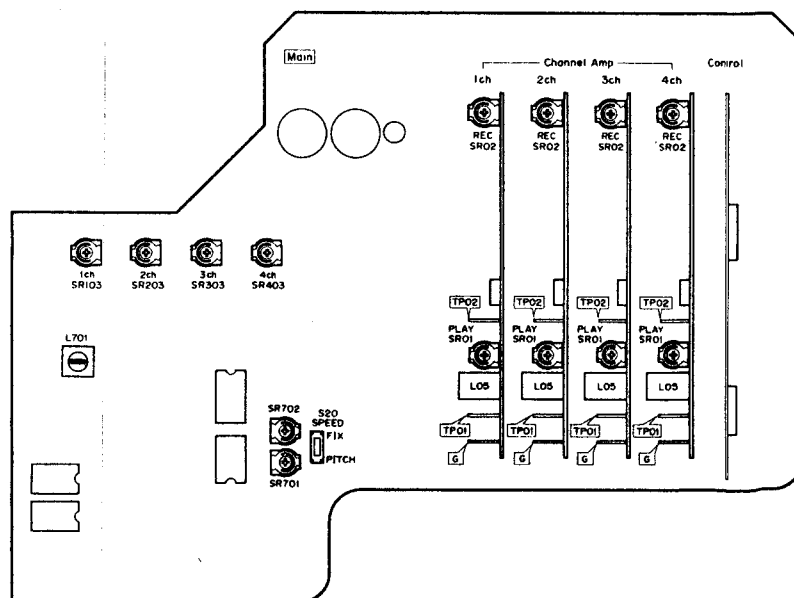 Main
Channel Amp
Control
1ch 2ch 3ch 4ch
REC REC REC REC
SR02 SR02 SR02 SR02
1ch 2ch 3ch 4ch
SR103 SR203 SR303 SR403
TP02 TP02 TP02 TP02
PLAY PLAY PLAY PLAY
SR01 SR01 SR01 SR01
L701
L05 L05 L05 L05
SR702
S20
SPEED
FIX
TP01 TP01 TP01 TP01
PITCH
G G G G
SR701